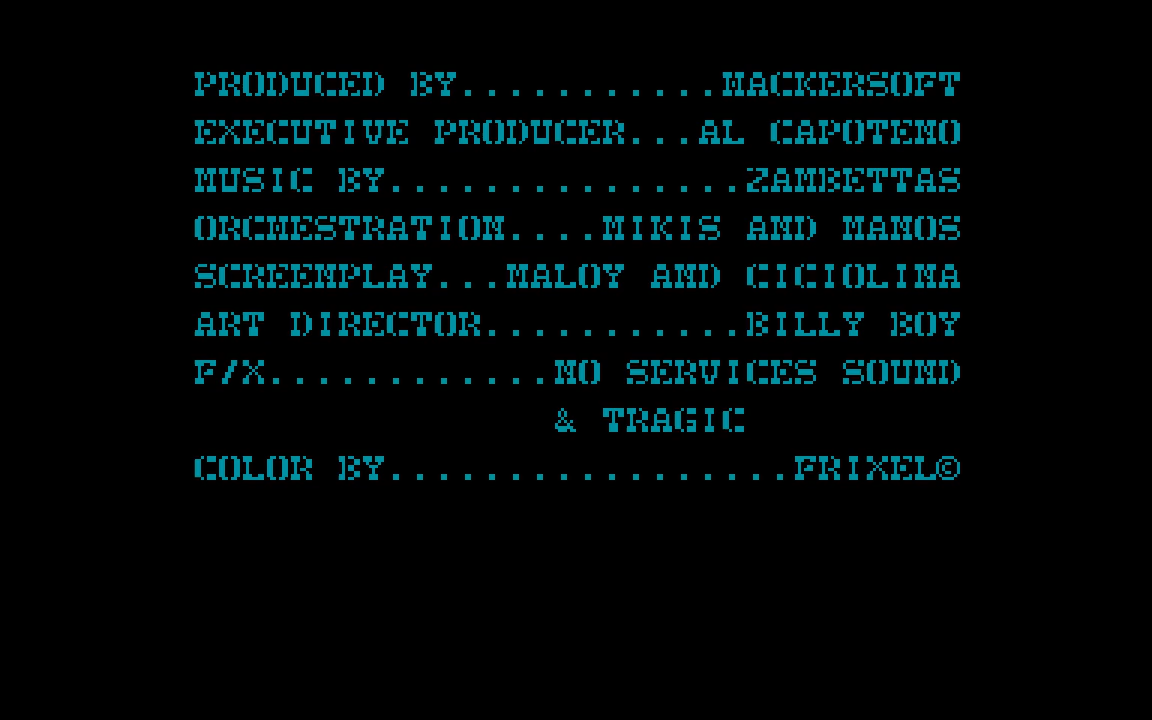 PRODUCED BY...........MACKERSOFT
EXECUTIVE PRODUCER...AL CAPOTENO
MUSIC BY...............ZAMBETTAS
ORCHESTRATION....MIKIS AND MANOS
SCREENPLAY...MALOY AND CICIOLINA
ART DIRECTOR...........BILLY BOY
F/X............NO SERVICES SOUND
& TRAGIC
COLOR BY.................FRIXEL©